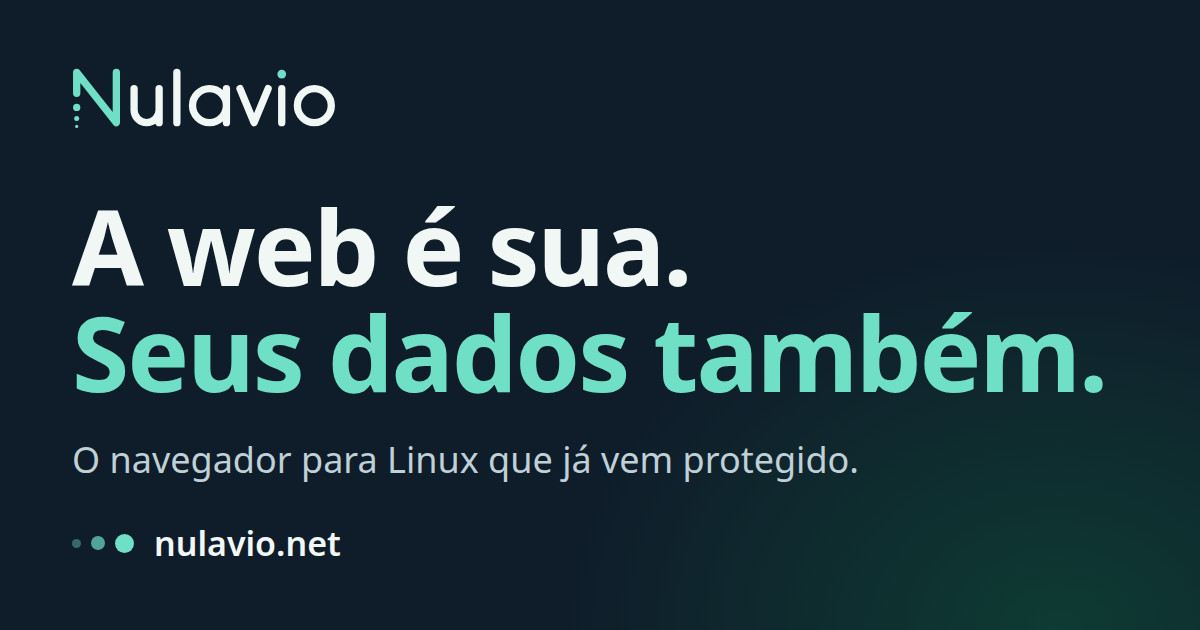 Nulavio
A web é sua.
Seus dados também.
O navegador para Linux que já vem protegido.
nulavio.net